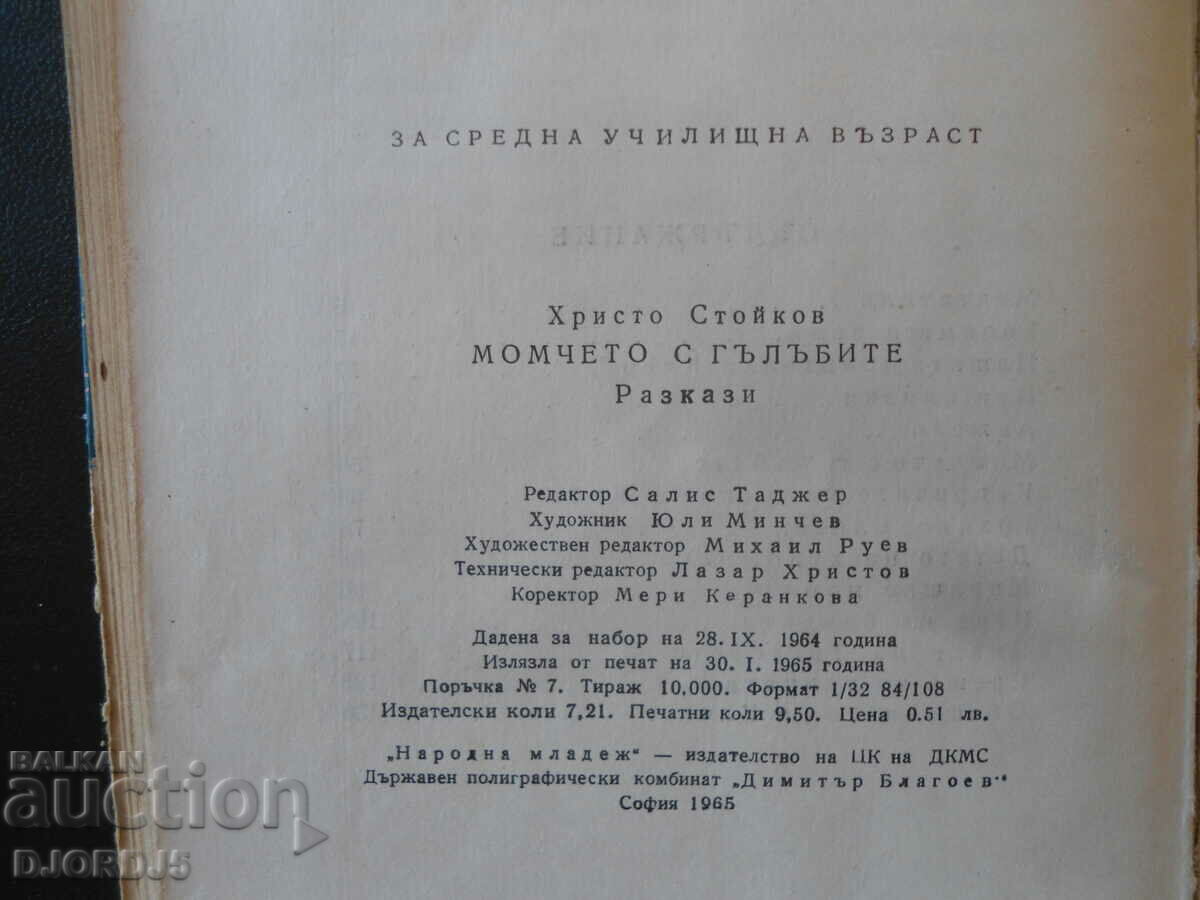 ЗА СРЕДНА УЧИЛИЩНА ВЪЗРАСТ
Христо Стойков
МОМЧЕТО С ГЪЛЪБИТЕ
Разкази
Редактор Салис Таджер
Художник Юли Минчев
Художествен редактор Михаил Руев
Технически редактор Лазар Христов
Коректор Мери Керанкова
Дадена за набор на 28.IX. 1964 година
Излязла от печат на 30. I. 1965 година
Поръчка № 7. Тираж 10,000. Формат 1/32 84/108
Издателски коли 7,21. Печатни коли 9,50. Цена 0.51 лв.
„Народна младеж“ — издателство на ЦК на ДКМС
Държавен полиграфически комбинат „Димитър Благоев“
София 1965
BALKAN
auction
DJORDJ5